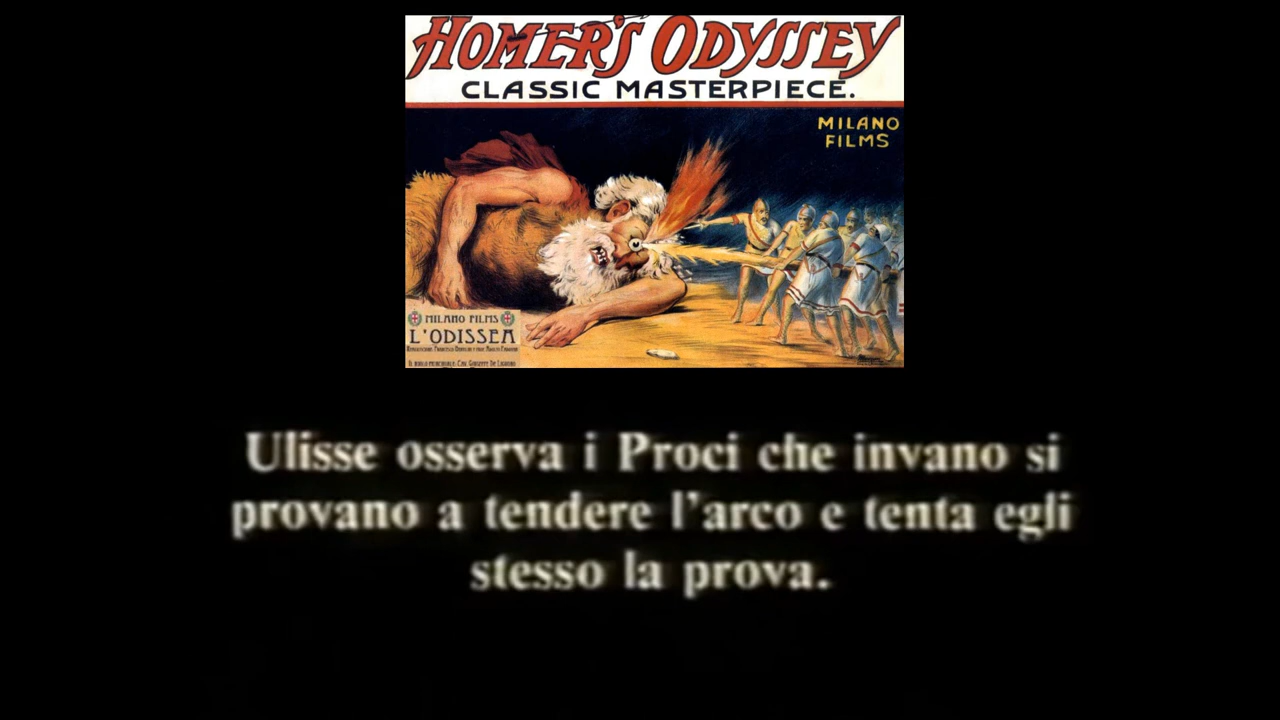 HOMER'S ODYSSEY
CLASSIC MASTERPIECE.
MILANO
FILMS
MILANO FILMS
L'ODISSEA
Ulisse osserva i Proci che invano si
provano a tendere l'arco e tenta egli
stesso la prova.